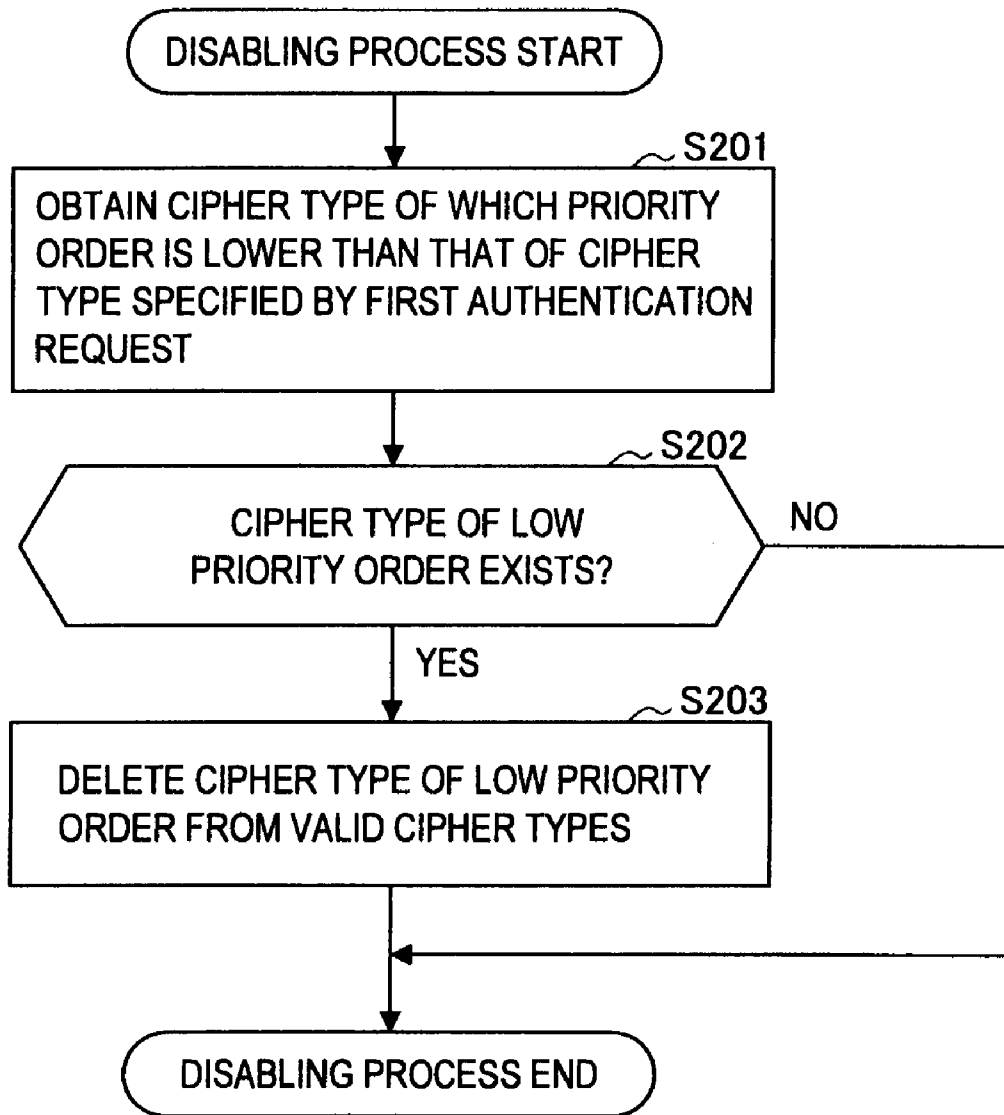 DISABLING PROCESS START
S201
OBTAIN CIPHER TYPE OF WHICH PRIORITY
ORDER IS LOWER THAN THAT OF CIPHER
TYPE SPECIFIED BY FIRST AUTHENTICATION
REQUEST
S202
CIPHER TYPE OF LOW
PRIORITY ORDER EXISTS?
NO
YES
S203
DELETE CIPHER TYPE OF LOW PRIORITY
ORDER FROM VALID CIPHER TYPES
DISABLING PROCESS END